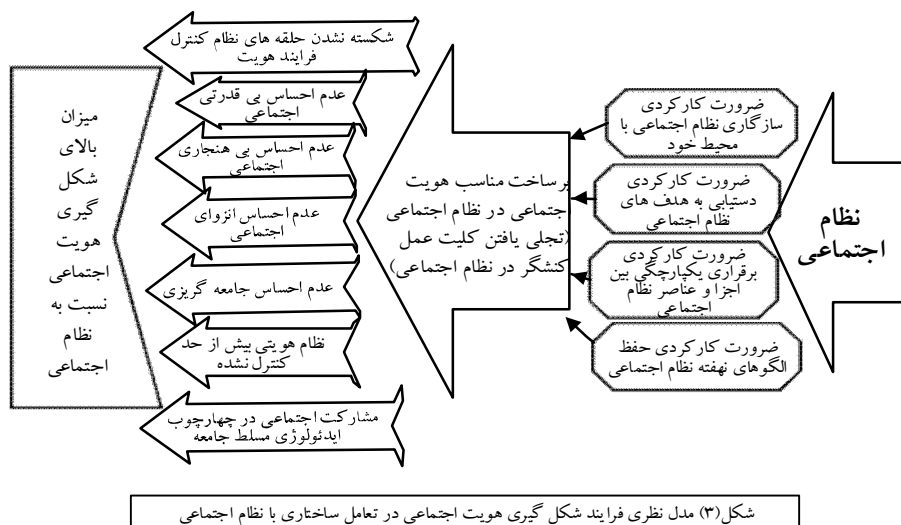 نظام
اجتماعی
ضرورت کارکردی
سازگاری نظام اجتماعی با
محیط خود
ضرورت کارکردی
دستیابی به هدف های
نظام اجتماعی
ضرورت کارکردی
برقراری یکپارچگی بین
اجزا و عناصر نظام
اجتماعی
ضرورت کارکردی حفظ
الگوهای نهفته نظام اجتماعی
برساخت مناسب هویت
اجتماعی در نظام اجتماعی
(تجلی یافتن کلیت عمل
کنشگر در نظام اجتماعی)
شکسته نشدن حلقه های نظام کنترل
فرایند هویت
عدم احساس بی قدرتی
اجتماعی
عدم احساس بی هنجاری
اجتماعی
عدم احساس انزوای
اجتماعی
عدم احساس جامعه گریزی
نظام هویتی بیش از حد
کنترل نشده
مشارکت اجتماعی در چهارچوب
ایدئولوژی مسلط جامعه
میزان
بالای
شکل
گیری
هویت
اجتماعی
نسبت به
نظام
اجتماعی
شکل(۳) مدل نظری فرایند شکل گیری هویت اجتماعی در تعامل ساختاری با نظام اجتماعی